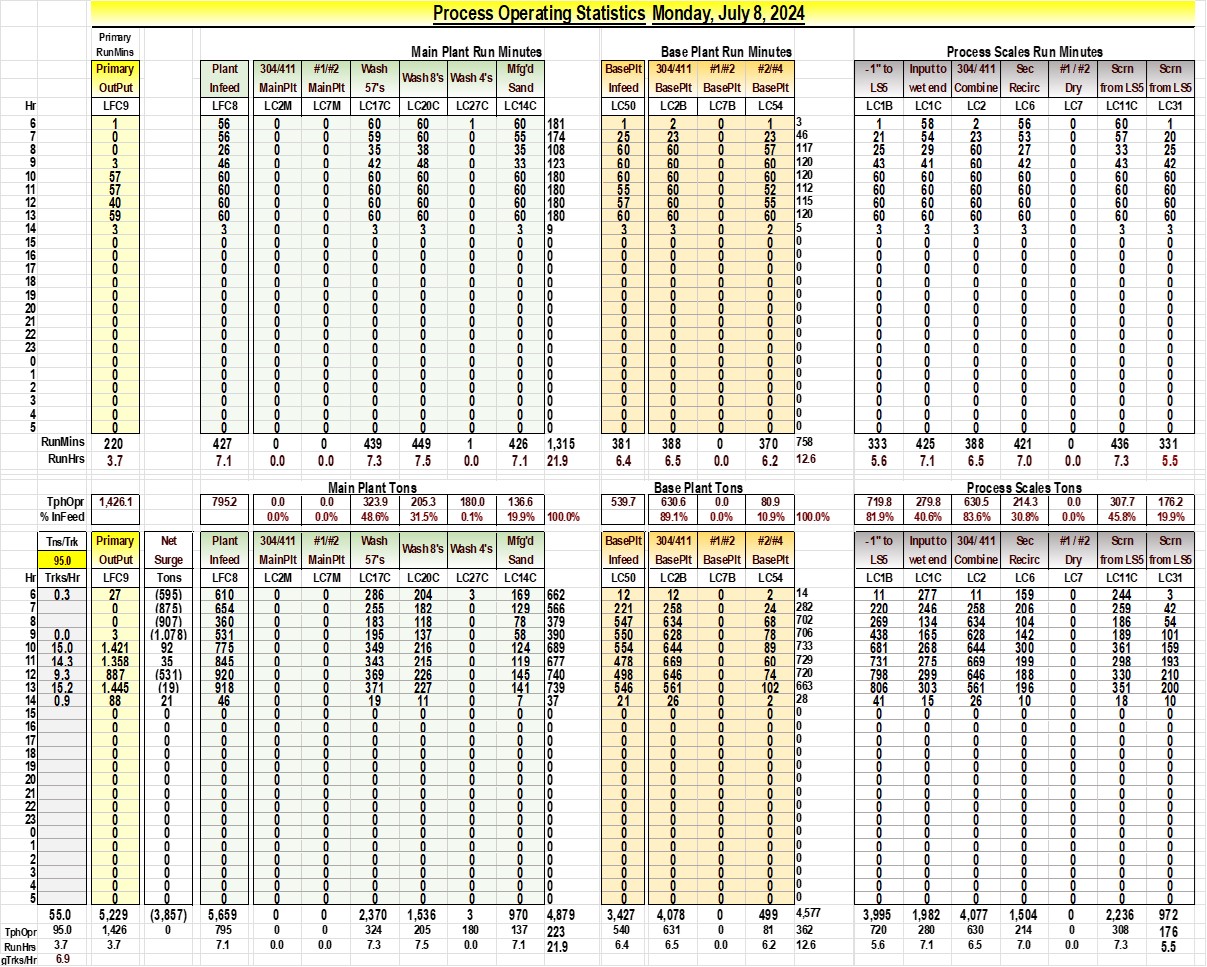 Process Operating Statistics Monday, July 8, 2024
Primary
RunMins Main Plant Run Minutes Base Plant Run Minutes Process Scales Run Minutes
Primary Plant 304/411 #1/#2 Wash Wash 8's Wash 4's Mfg'd BasePlt 304/411 #1/#2 #2/#4 -1" to Input to 304/ 411 Sec #1 / #2 Scrn Scrn
OutPut Infeed MainPlt MainPlt 57's Sand Infeed BasePlt BasePlt BasePlt LS5 wet end Combine Recirc Dry from LS5 from LS5
Hr LFC9 LFC8 LC2M LC7M LC17C LC20C LC27C LC14C LC50 LC2B LC7B LC54 LC1B LC1C LC2 LC6 LC7 LC11C LC31
6 1 56 0 0 60 60 1 60 181 1 2 0 1 3 1 58 2 56 0 60 1
7 0 56 0 0 59 60 0 55 174 25 23 0 23 46 21 54 23 53 0 57 20
8 0 26 0 0 35 38 0 35 108 60 60 0 57 117 25 29 60 27 0 33 25
9 3 46 0 0 42 48 0 33 123 60 60 0 60 120 43 41 60 42 0 43 42
10 57 60 0 0 60 60 0 60 180 60 60 0 60 120 60 60 60 60 0 60 60
11 57 60 0 0 60 60 0 60 180 55 60 0 52 112 60 60 60 60 0 60 60
12 40 60 0 0 60 60 0 60 180 57 60 0 55 115 60 60 60 60 0 60 60
13 59 60 0 0 60 60 0 60 180 60 60 0 60 120 60 60 60 60 0 60 60
14 3 3 0 0 3 3 0 3 9 3 3 0 2 5 3 3 3 3 0 3 3
15 0 0 0 0 0 0 0 0 0 0 0 0 0 0 0 0 0 0 0 0 0
16 0 0 0 0 0 0 0 0 0 0 0 0 0 0 0 0 0 0 0 0 0
17 0 0 0 0 0 0 0 0 0 0 0 0 0 0 0 0 0 0 0 0 0
18 0 0 0 0 0 0 0 0 0 0 0 0 0 0 0 0 0 0 0 0 0
19 0 0 0 0 0 0 0 0 0 0 0 0 0 0 0 0 0 0 0 0 0
20 0 0 0 0 0 0 0 0 0 0 0 0 0 0 0 0 0 0 0 0 0
21 0 0 0 0 0 0 0 0 0 0 0 0 0 0 0 0 0 0 0 0 0
22 0 0 0 0 0 0 0 0 0 0 0 0 0 0 0 0 0 0 0 0 0
23 0 0 0 0 0 0 0 0 0 0 0 0 0 0 0 0 0 0 0 0 0
0 0 0 0 0 0 0 0 0 0 0 0 0 0 0 0 0 0 0 0 0 0
1 0 0 0 0 0 0 0 0 0 0 0 0 0 0 0 0 0 0 0 0 0
2 0 0 0 0 0 0 0 0 0 0 0 0 0 0 0 0 0 0 0 0 0
3 0 0 0 0 0 0 0 0 0 0 0 0 0 0 0 0 0 0 0 0 0
4 0 0 0 0 0 0 0 0 0 0 0 0 0 0 0 0 0 0 0 0 0
5 0 0 0 0 0 0 0 0 0 0 0 0 0 0 0 0 0 0 0 0 0
RunMins 220 427 0 0 439 449 1 426 1,315 381 388 0 370 758 333 425 388 421 0 436 331
RunHrs 3.7 7.1 0.0 0.0 7.3 7.5 0.0 7.1 21.9 6.4 6.5 0.0 6.2 12.6 5.6 7.1 6.5 7.0 0.0 7.3 5.5
Main Plant Tons Base Plant Tons Process Scales Tons
TphOpr 1,426.1 795.2 0.0 0.0 323.9 205.3 180.0 136.6 539.7 630.6 0.0 80.9 719.8 279.8 630.5 214.3 0.0 307.7 176.2
% InFeed 0.0% 0.0% 48.6% 31.5% 0.1% 19.9% 100.0% 89.1% 0.0% 10.9% 100.0% 81.9% 40.6% 83.6% 30.8% 0.0% 45.8% 19.9%
Tns/Trk Primary Net Plant 304/411 #1/#2 Wash Wash 8's Wash 4's Mfg'd BasePlt 304/411 #1/#2 #2/#4 -1" to Input to 304/ 411 Sec #1 / #2 Scrn Scrn
95.0 OutPut Surge Infeed MainPlt MainPlt 57's Sand Infeed BasePlt BasePlt BasePlt LS5 wet end Combine Recirc Dry from LS5 from LS5
Hr Trks/Hr LFC9 Tons LFC8 LC2M LC7M LC17C LC20C LC27C LC14C LC50 LC2B LC7B LC54 LC1B LC1C LC2 LC6 LC7 LC11C LC31
6 0.3 27 (595) 610 0 0 286 204 3 169 662 12 12 0 2 14 11 277 11 159 0 244 3
7 0 (875) 654 0 0 255 182 0 129 566 221 258 0 24 282 220 246 258 206 0 259 42
8 0 (907) 360 0 0 183 118 0 78 379 547 634 0 68 702 269 134 634 104 0 186 54
9 0.0 3 (1,078) 531 0 0 195 137 0 58 390 550 628 0 78 706 438 165 628 142 0 189 101
10 15.0 1,421 92 775 0 0 349 216 0 124 689 554 644 0 89 733 681 268 644 300 0 361 159
11 14.3 1,358 35 845 0 0 343 215 0 119 677 478 669 0 60 729 731 275 669 199 0 298 193
12 9.3 887 (531) 920 0 0 369 226 0 145 740 498 646 0 74 720 798 299 646 188 0 330 210
13 15.2 1,445 (19) 918 0 0 371 227 0 141 739 546 561 0 102 663 806 303 561 196 0 351 200
14 0.9 88 21 46 0 0 19 11 0 7 37 21 26 0 2 28 41 15 26 10 0 18 10
15 0 0 0 0 0 0 0 0 0 0 0 0 0 0 0 0 0 0 0 0 0
16 0 0 0 0 0 0 0 0 0 0 0 0 0 0 0 0 0 0 0 0 0
17 0 0 0 0 0 0 0 0 0 0 0 0 0 0 0 0 0 0 0 0 0
18 0 0 0 0 0 0 0 0 0 0 0 0 0 0 0 0 0 0 0 0 0
19 0 0 0 0 0 0 0 0 0 0 0 0 0 0 0 0 0 0 0 0 0
20 0 0 0 0 0 0 0 0 0 0 0 0 0 0 0 0 0 0 0 0 0
21 0 0 0 0 0 0 0 0 0 0 0 0 0 0 0 0 0 0 0 0 0
22 0 0 0 0 0 0 0 0 0 0 0 0 0 0 0 0 0 0 0 0 0
23 0 0 0 0 0 0 0 0 0 0 0 0 0 0 0 0 0 0 0 0 0
0 0 0 0 0 0 0 0 0 0 0 0 0 0 0 0 0 0 0 0 0 0
1 0 0 0 0 0 0 0 0 0 0 0 0 0 0 0 0 0 0 0 0 0
2 0 0 0 0 0 0 0 0 0 0 0 0 0 0 0 0 0 0 0 0 0
3 0 0 0 0 0 0 0 0 0 0 0 0 0 0 0 0 0 0 0 0 0
4 0 0 0 0 0 0 0 0 0 0 0 0 0 0 0 0 0 0 0 0 0
5 0 0 0 0 0 0 0 0 0 0 0 0 0 0 0 0 0 0 0 0 0
55.0 5,229 (3,857) 5,659 0 0 2,370 1,536 3 970 4,879 3,427 4,078 0 499 4,577 3,995 1,982 4,077 1,504 0 2,236 972
TphOpr 95.0 1,426 0 795 0 0 324 205 180 137 223 540 631 0 81 362 720 280 630 214 0 308 176
RunHrs 3.7 3.7 7.1 0.0 0.0 7.3 7.5 0.0 7.1 21.9 6.4 6.5 0.0 6.2 12.6 5.6 7.1 6.5 7.0 0.0 7.3 5.5
gTrks/Hr 6.9